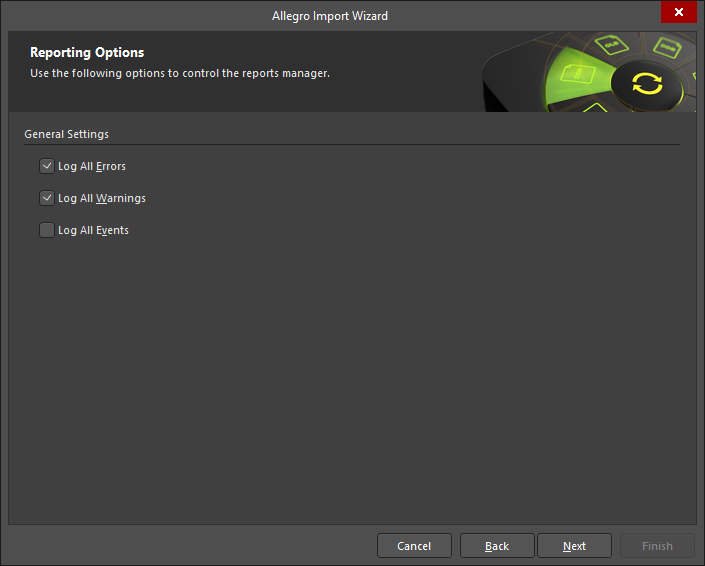 Allegro Import Wizard
Reporting Options
Use the following options to control the reports manager.
General Settings
Log All Errors
Log All Warnings
Log All Events
Cancel
Back
Next
Finish